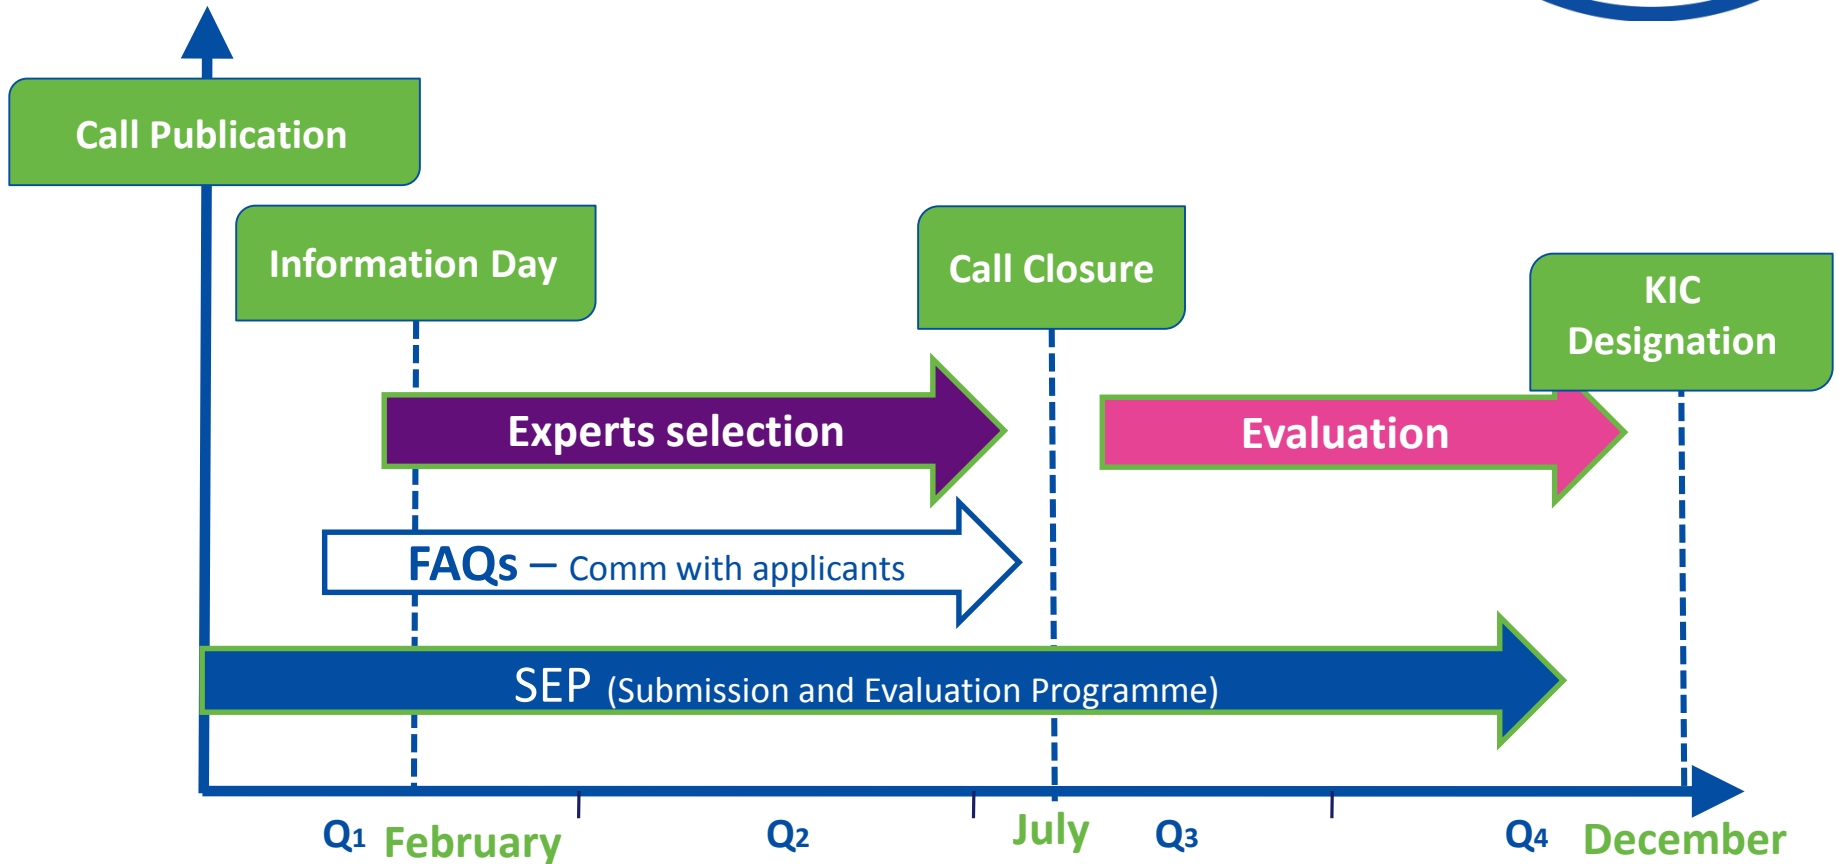 Call Publication
Information Day
Call Closure
KIC
Designation
Experts selection
Evaluation
FAQs – Comm with applicants
SEP (Submission and Evaluation Programme)
Q1 February Q2 July Q3 Q4 December